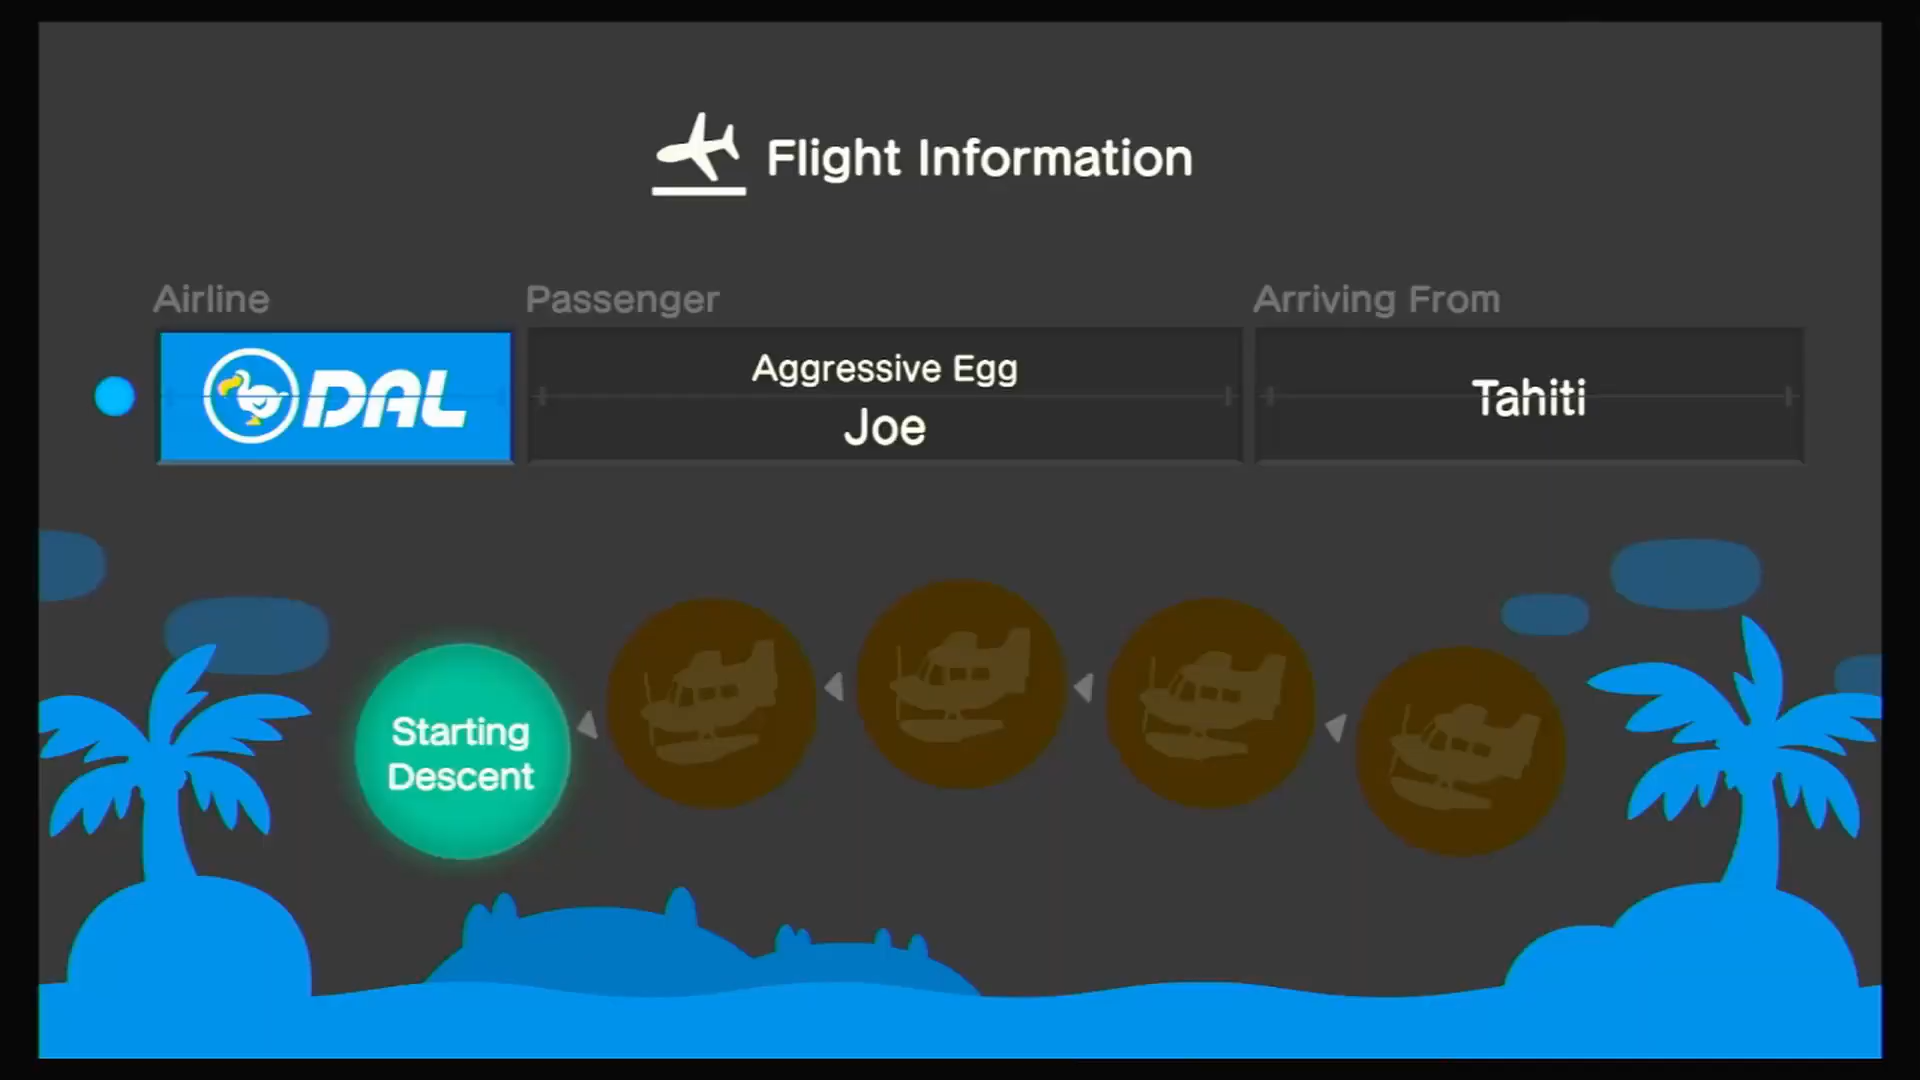 Flight Information
Airline
Passenger
Arriving From
DAL
Aggressive Egg
Joe
Tahiti
Starting
Descent